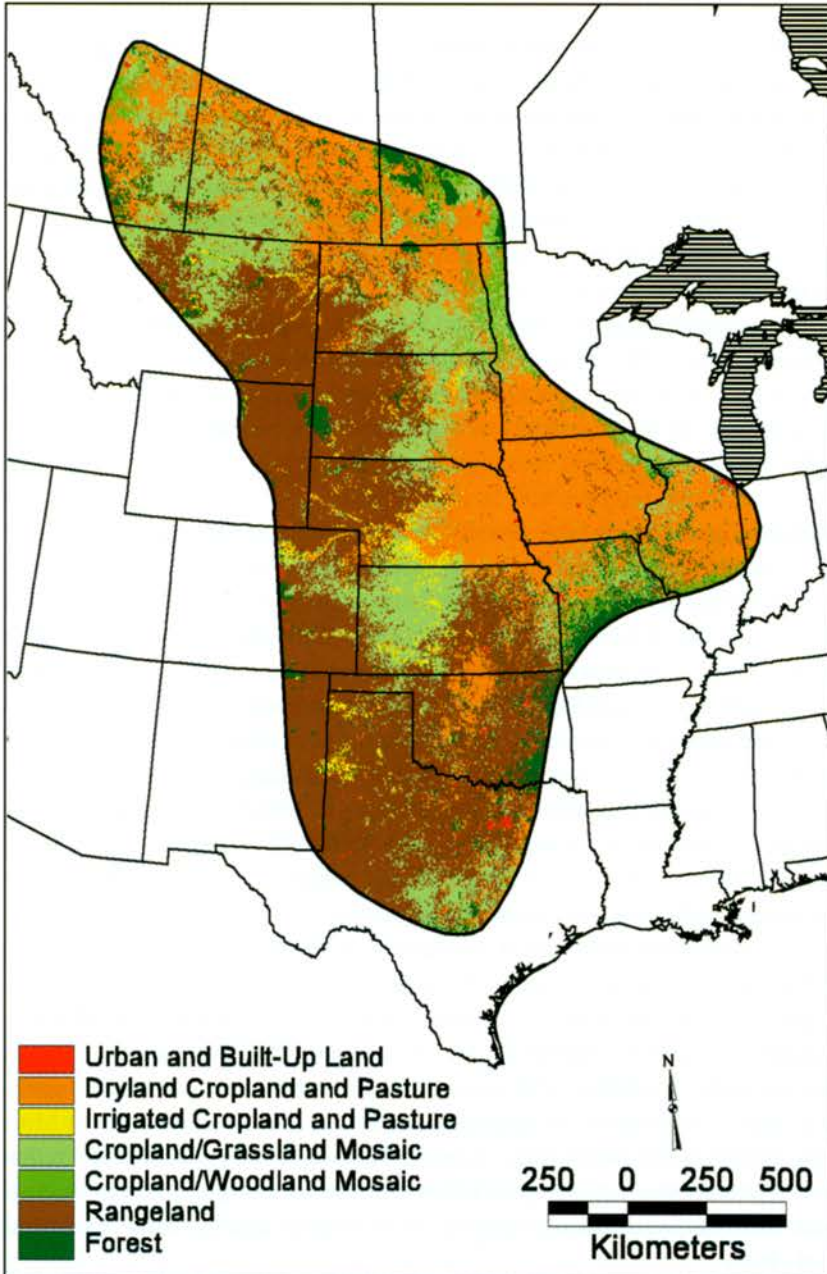 Urban and Built-Up Land
Dryland Cropland and Pasture
Irrigated Cropland and Pasture
Cropland/Grassland Mosaic
Cropland/Woodland Mosaic
Rangeland
Forest
N
250 0 250 500
Kilometers